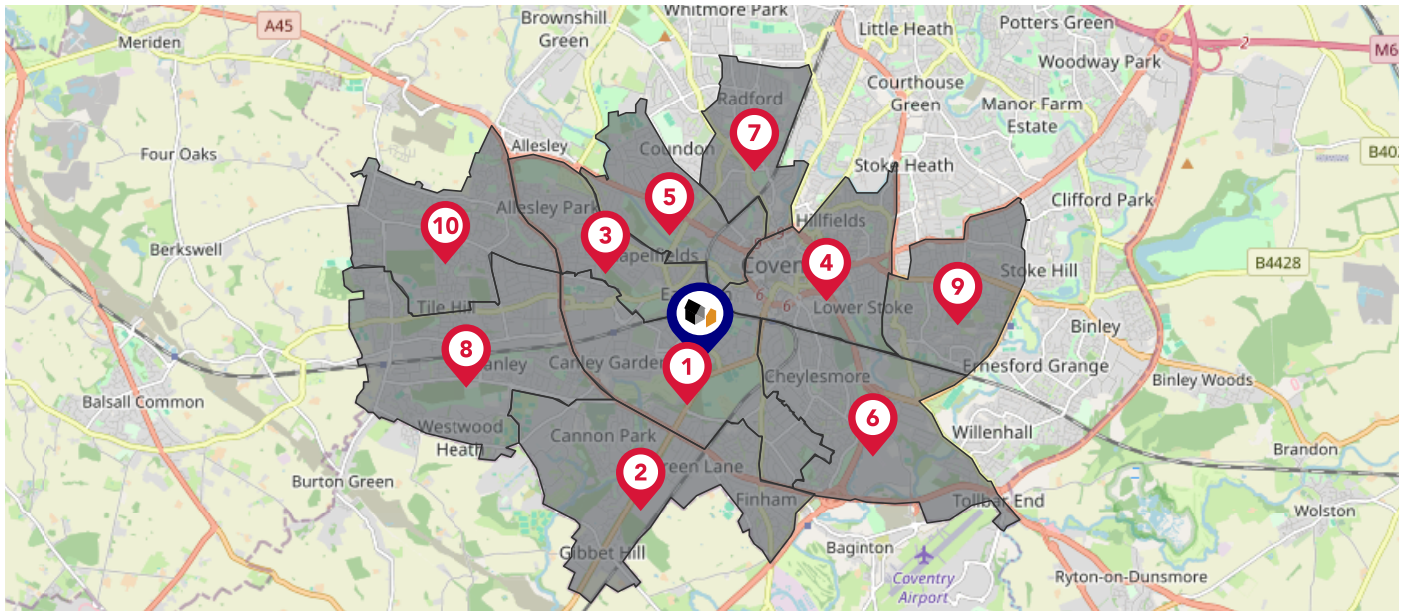 Whitmore Park
Brownshill
Green
A45
Meriden
Little Heath
Potters Green
2
M6
Woodway Park
Courthouse
Green
Manor Farm
Estate
Radford
7
Allesley
Coundon
Four Oaks
Stoke Heath
5
Clifford Park
Allesley Park
10
3
Hillfields
Berkswell
4
B4428
Stoke Hill
9
6
6
Tile Hill
Lower Stoke
Binley
8
1
Canley Garden
Ernesford Grange
Cheylesmore
Binley Woods
Balsall Common
6
Westwood
Heath
Cannon Park
Willenhall
Brandon
2
Burton Green
Finham
Tollbar End
Wolston
Gibbet Hill
Baginton
Coventry
Airport
Ryton-on-Dunsmore